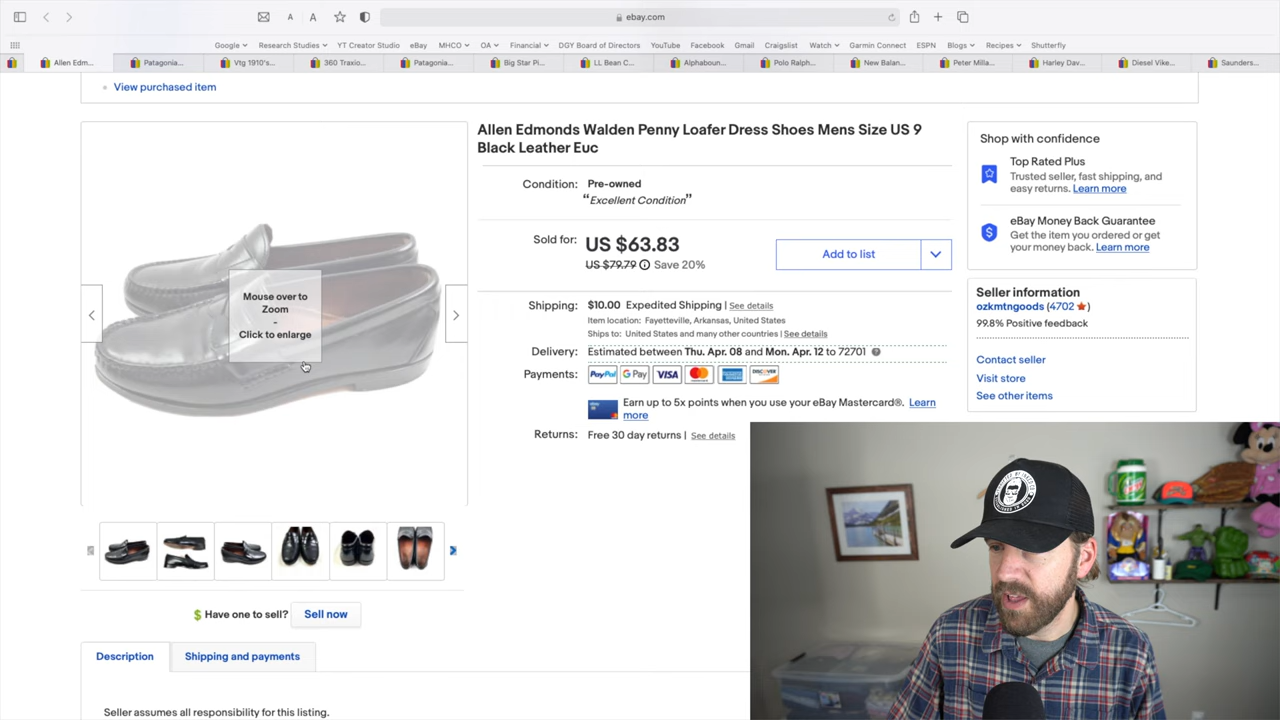 ebay.com
Google
Research Studies
YT Creator Studio
eBay
MHCO
OA
Financial
DGY Board of Directors
YouTube
Facebook
Gmail
Craigslist
Watch
Garmin Connect
ESPN
Blogs
Recipes
Shutterfly
Allen Edm...
Patagonia...
Vtg 1910's...
360 Traxio...
Patagonia...
Big Star Pi...
LL Bean C...
Alphaboun...
Polo Ralph...
New Balan...
Peter Milla...
Harley Dav...
Diesel Vike...
Saunders...
View purchased item
Allen Edmonds Walden Penny Loafer Dress Shoes Mens Size US 9
Black Leather Euc
Condition: Pre-owned
“Excellent Condition”
Sold for: US $63.83
US $79.79 Save 20%
Add to list
Shipping: $10.00 Expedited Shipping | See details
Item location: Fayetteville, Arkansas, United States
Ships to: United States and many other countries | See details
Delivery: Estimated between Thu. Apr. 08 and Mon. Apr. 12 to 72701
Payments: PayPal G Pay VISA
Earn up to 5x points when you use your eBay Mastercard®. Learn
more
Returns: Free 30 day returns | See details
Shop with confidence
Top Rated Plus
Trusted seller, fast shipping, and
easy returns. Learn more
eBay Money Back Guarantee
Get the item you ordered or get
your money back. Learn more
Seller information
ozkmtngoods (4702 )
99.8% Positive feedback
Contact seller
Visit store
See other items
Mouse over to
Zoom
-
Click to enlarge
Have one to sell? Sell now
Description
Shipping and payments
Seller assumes all responsibility for this listing.